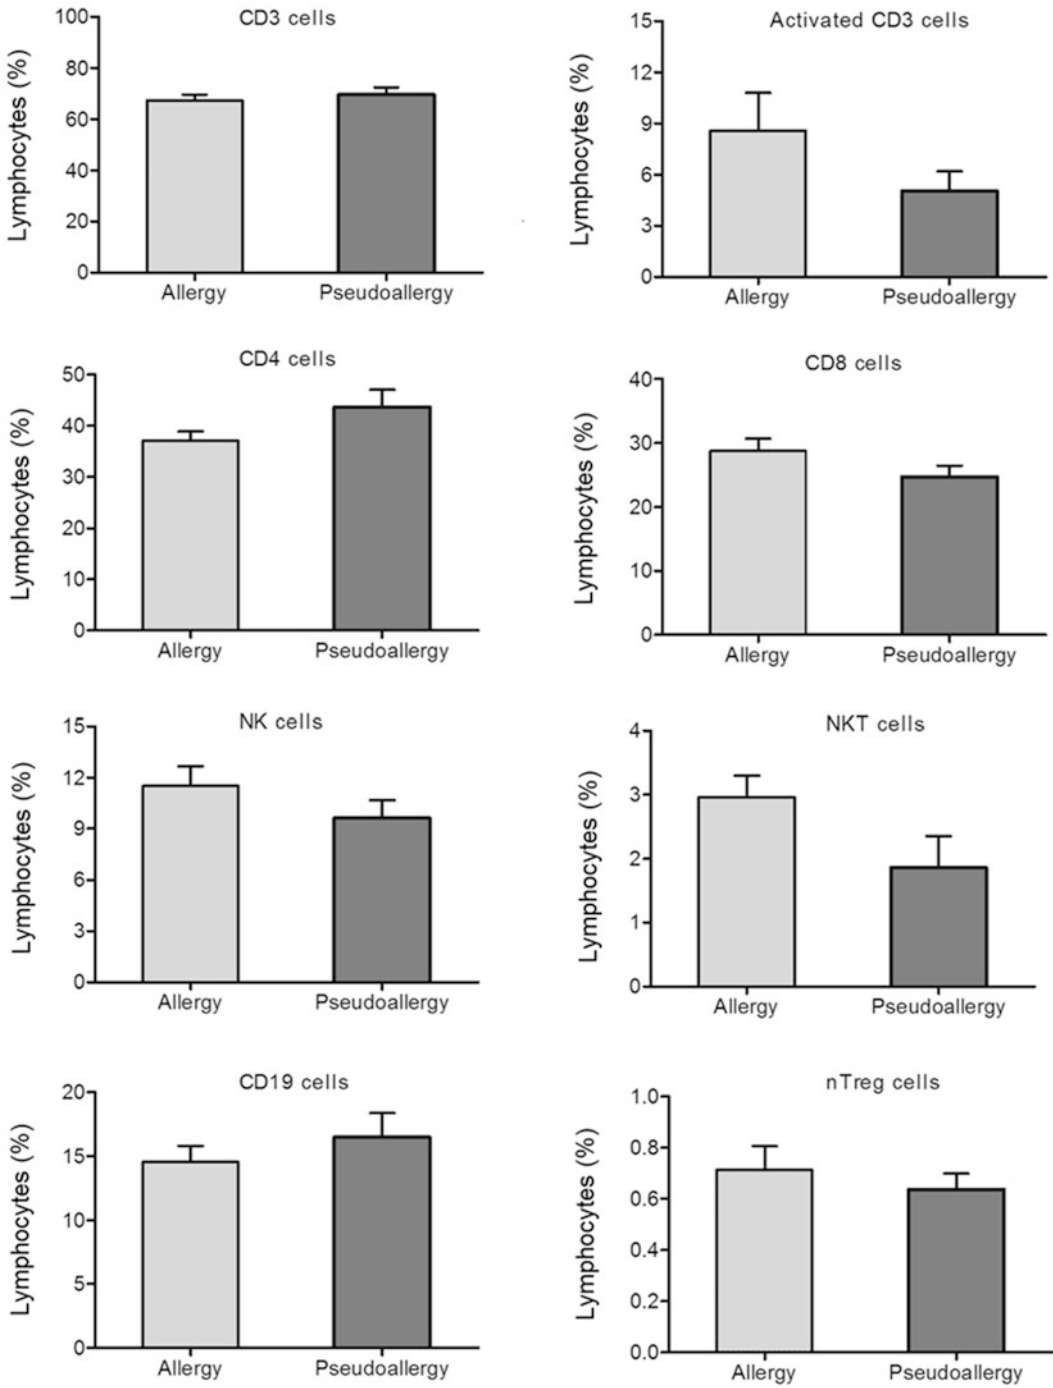 CD3 cells
Lymphocytes (%)
100
80
60
40
20
0
Allergy Pseudoallergy
Activated CD3 cells
Lymphocytes (%)
15
12
9
6
3
0
Allergy Pseudoallergy
CD4 cells
Lymphocytes (%)
50
40
30
20
10
0
Allergy Pseudoallergy
CD8 cells
Lymphocytes (%)
40
30
20
10
0
Allergy Pseudoallergy
NK cells
Lymphocytes (%)
15
12
9
6
3
0
Allergy Pseudoallergy
NKT cells
Lymphocytes (%)
4
3
2
1
0
Allergy Pseudoallergy
CD19 cells
Lymphocytes (%)
20
15
10
5
0
Allergy Pseudoallergy
nTreg cells
Lymphocytes (%)
1.0
0.8
0.6
0.4
0.2
0.0
Allergy Pseudoallergy